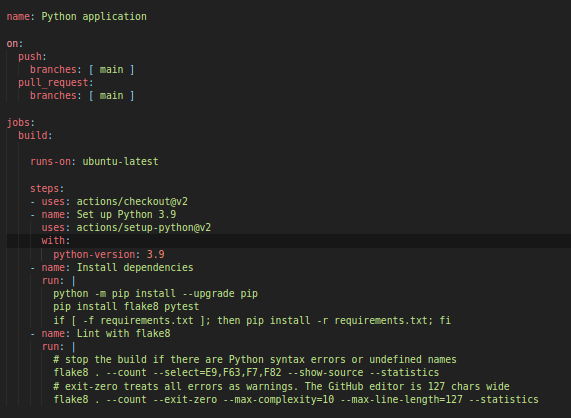 name: Python application
on:
push:
branches: [ main ]
pull_request:
branches: [ main ]
jobs:
build:
runs-on: ubuntu-latest
steps:
- uses: actions/checkout@v2
- name: Set up Python 3.9
uses: actions/setup-python@v2
with:
python-version: 3.9
- name: Install dependencies
run: |
python -m pip install --upgrade pip
pip install flake8 pytest
if [ -f requirements.txt ]; then pip install -r requirements.txt; fi
- name: Lint with flake8
run: |
# stop the build if there are Python syntax errors or undefined names
flake8 . --count --select=E9,F63,F7,F82 --show-source --statistics
# exit-zero treats all errors as warnings. The GitHub editor is 127 chars wide
flake8 . --count --exit-zero --max-complexity=10 --max-line-length=127 --statistics